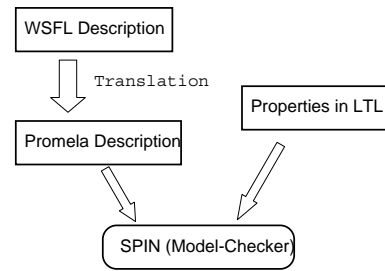 WSFL Description
Translation
Properties in LTL
Promela Description
SPIN (Model-Checker)